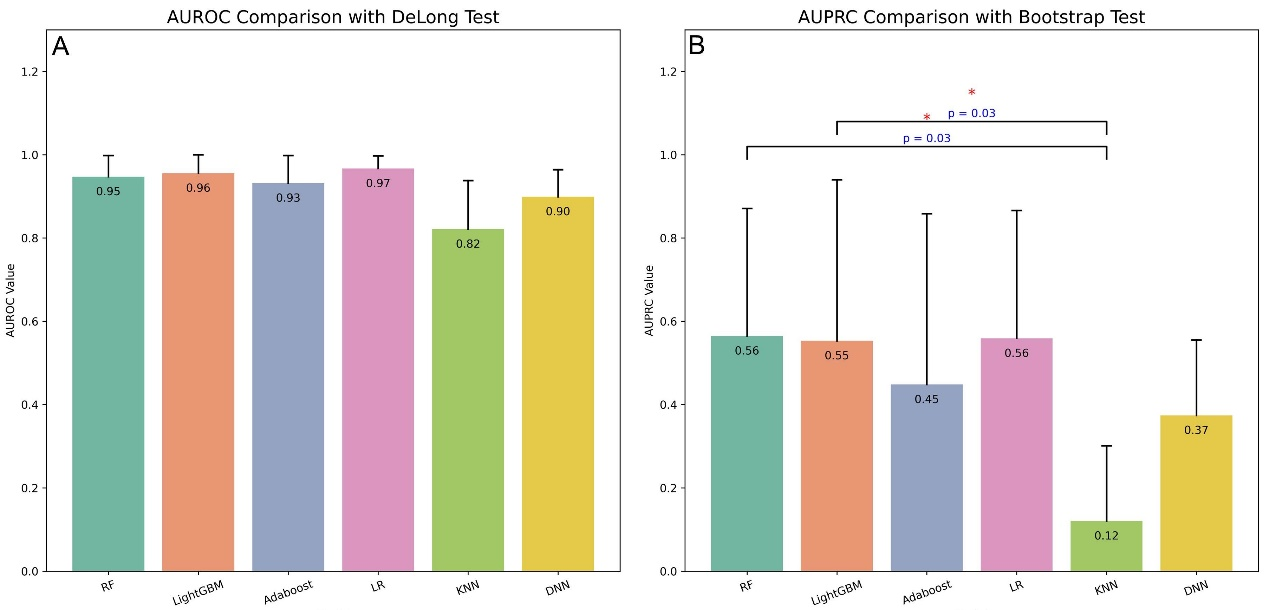 AUROC Comparison with DeLong Test
A
1.2
1.0
0.8
0.6
0.4
0.2
0.0
AUROC Value
0.95
0.96
0.93
0.97
0.82
0.90
RF
LightGBM
Adaboost
LR
KNN
DNN
AUPRC Comparison with Bootstrap Test
B
1.2
1.0
0.8
0.6
0.4
0.2
0.0
AUPRC Value
*
p = 0.03
*
p = 0.03
0.56
0.55
0.45
0.56
0.12
0.37
RF
LightGBM
Adaboost
LR
KNN
DNN